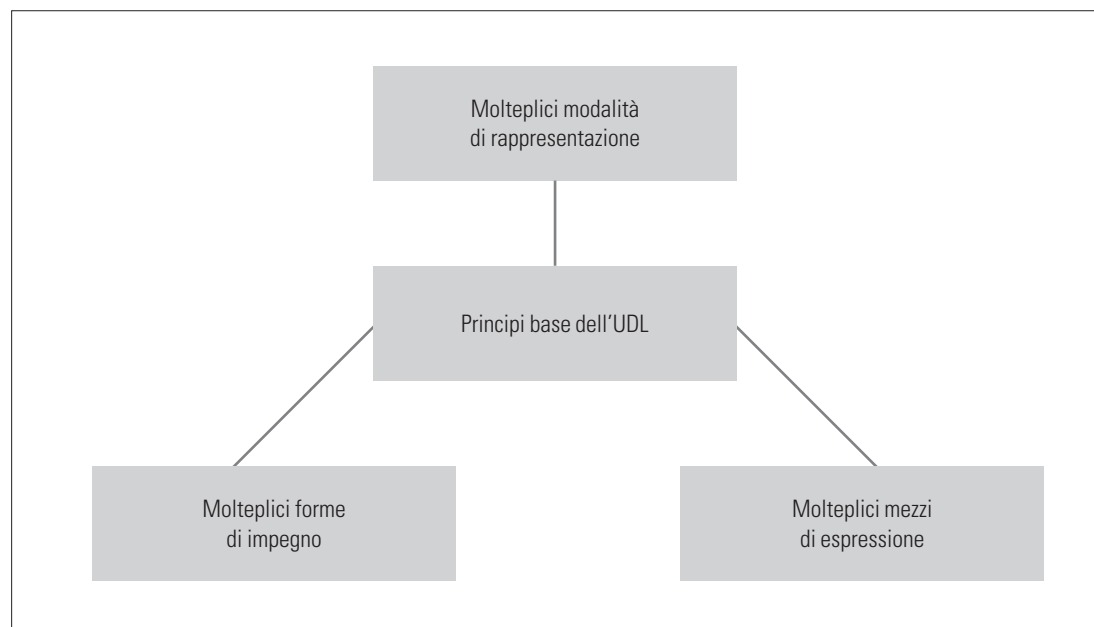 Molteplici modalità
di rappresentazione
Principi base dell’UDL
Molteplici forme
di impegno
Molteplici mezzi
di espressione